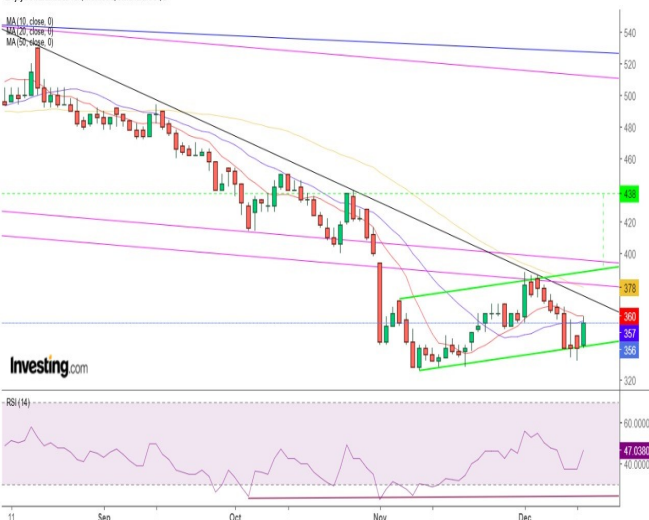 MA (10, close, 0)
MA (20, close, 0)
MA (50, close, 0)
540
520
500
480
460
438
420
400
378
360
357
356
320
Investing.com
RSI (14)
60.0000
47.0380
40.0000
11
Sep
Oct
Nov
Dec